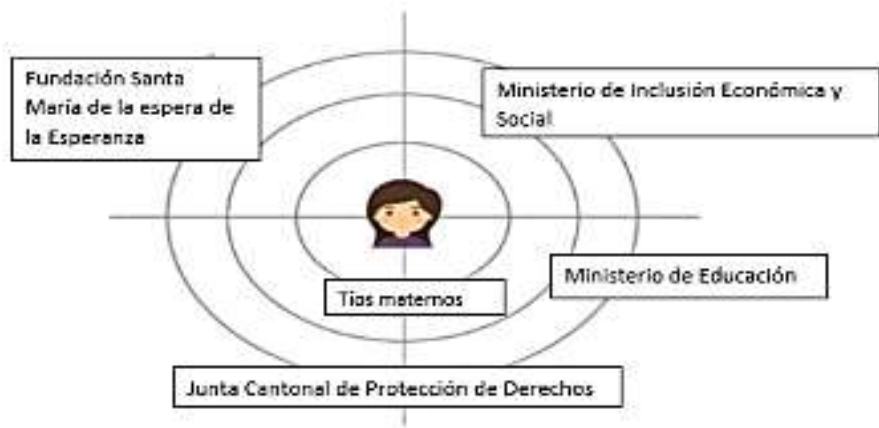 Fundación Santa
María de la espera de
la Esperanza
Ministerio de Inclusión Económica y
Social
Ministerio de Educación
Tíos maternos
Junta Cantonal de Protección de Derechos